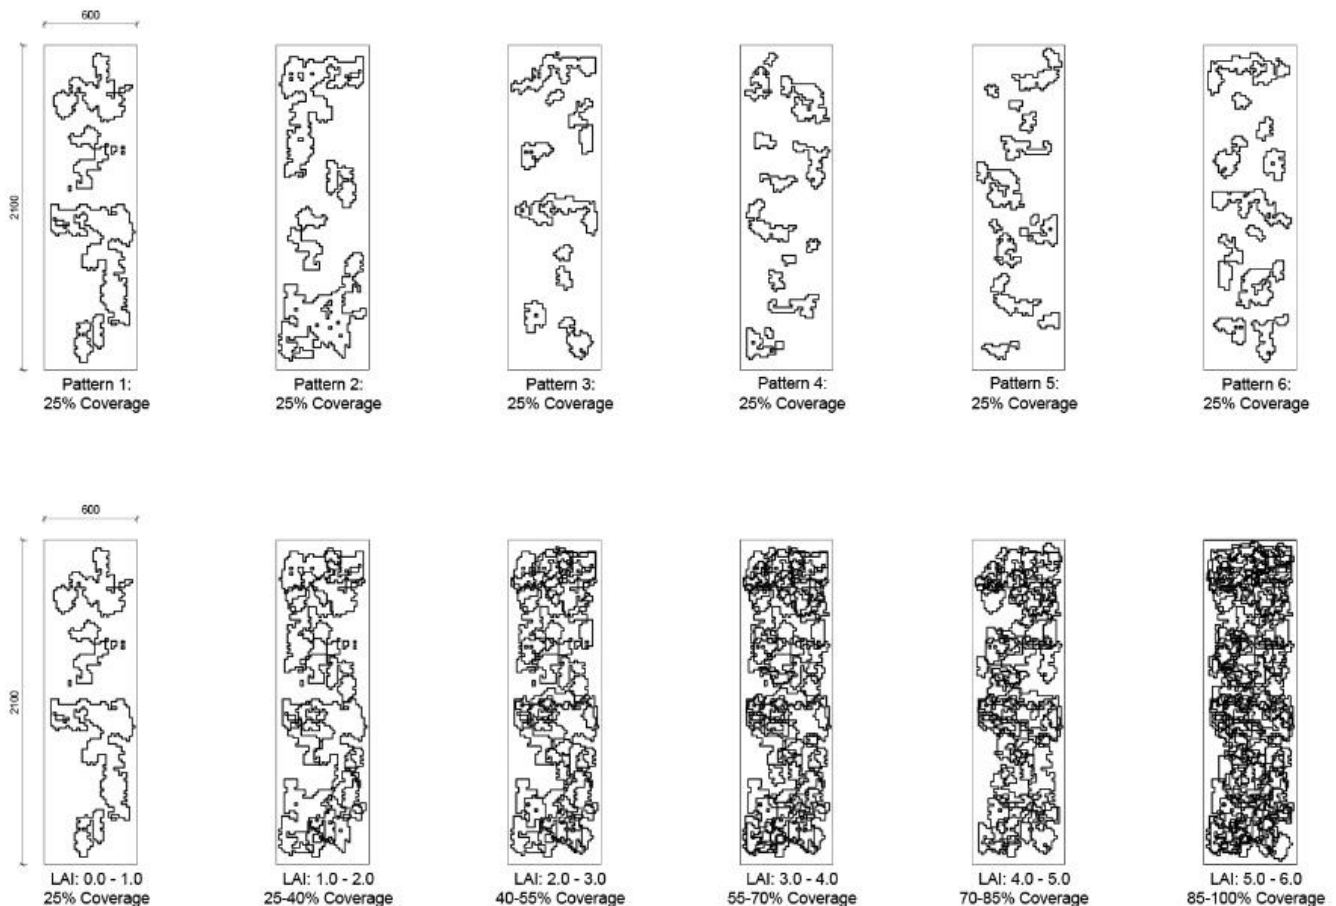 600
2100
Pattern 1:
25% Coverage
Pattern 2:
25% Coverage
Pattern 3:
25% Coverage
Pattern 4:
25% Coverage
Pattern 5:
25% Coverage
Pattern 6:
25% Coverage
600
2100
LAI: 0.0 - 1.0
25% Coverage
LAI: 1.0 - 2.0
25-40% Coverage
LAI: 2.0 - 3.0
40-55% Coverage
LAI: 3.0 - 4.0
55-70% Coverage
LAI: 4.0 - 5.0
70-85% Coverage
LAI: 5.0 - 6.0
85-100% Coverage